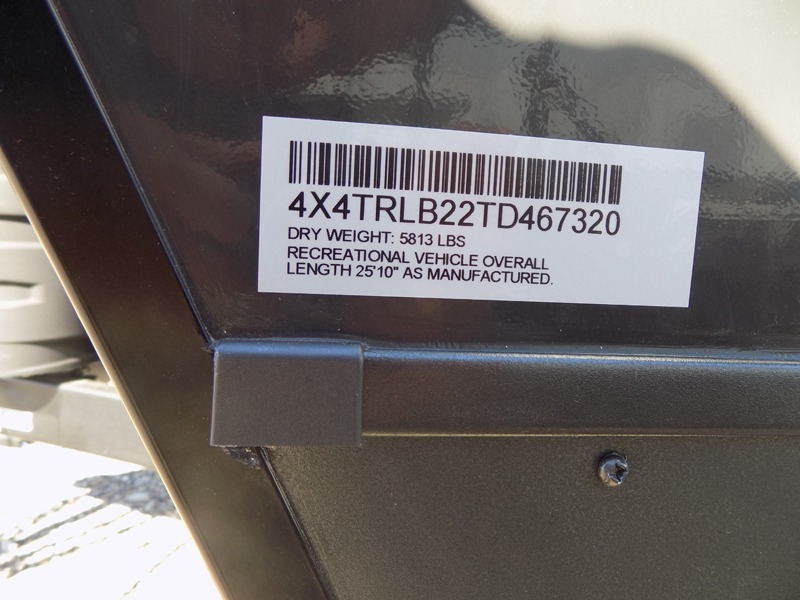 4X4TRLB22TD467320
DRY WEIGHT: 5813 LBS
RECREATIONAL VEHICLE OVERALL
LENGTH 25'10" AS MANUFACTURED.